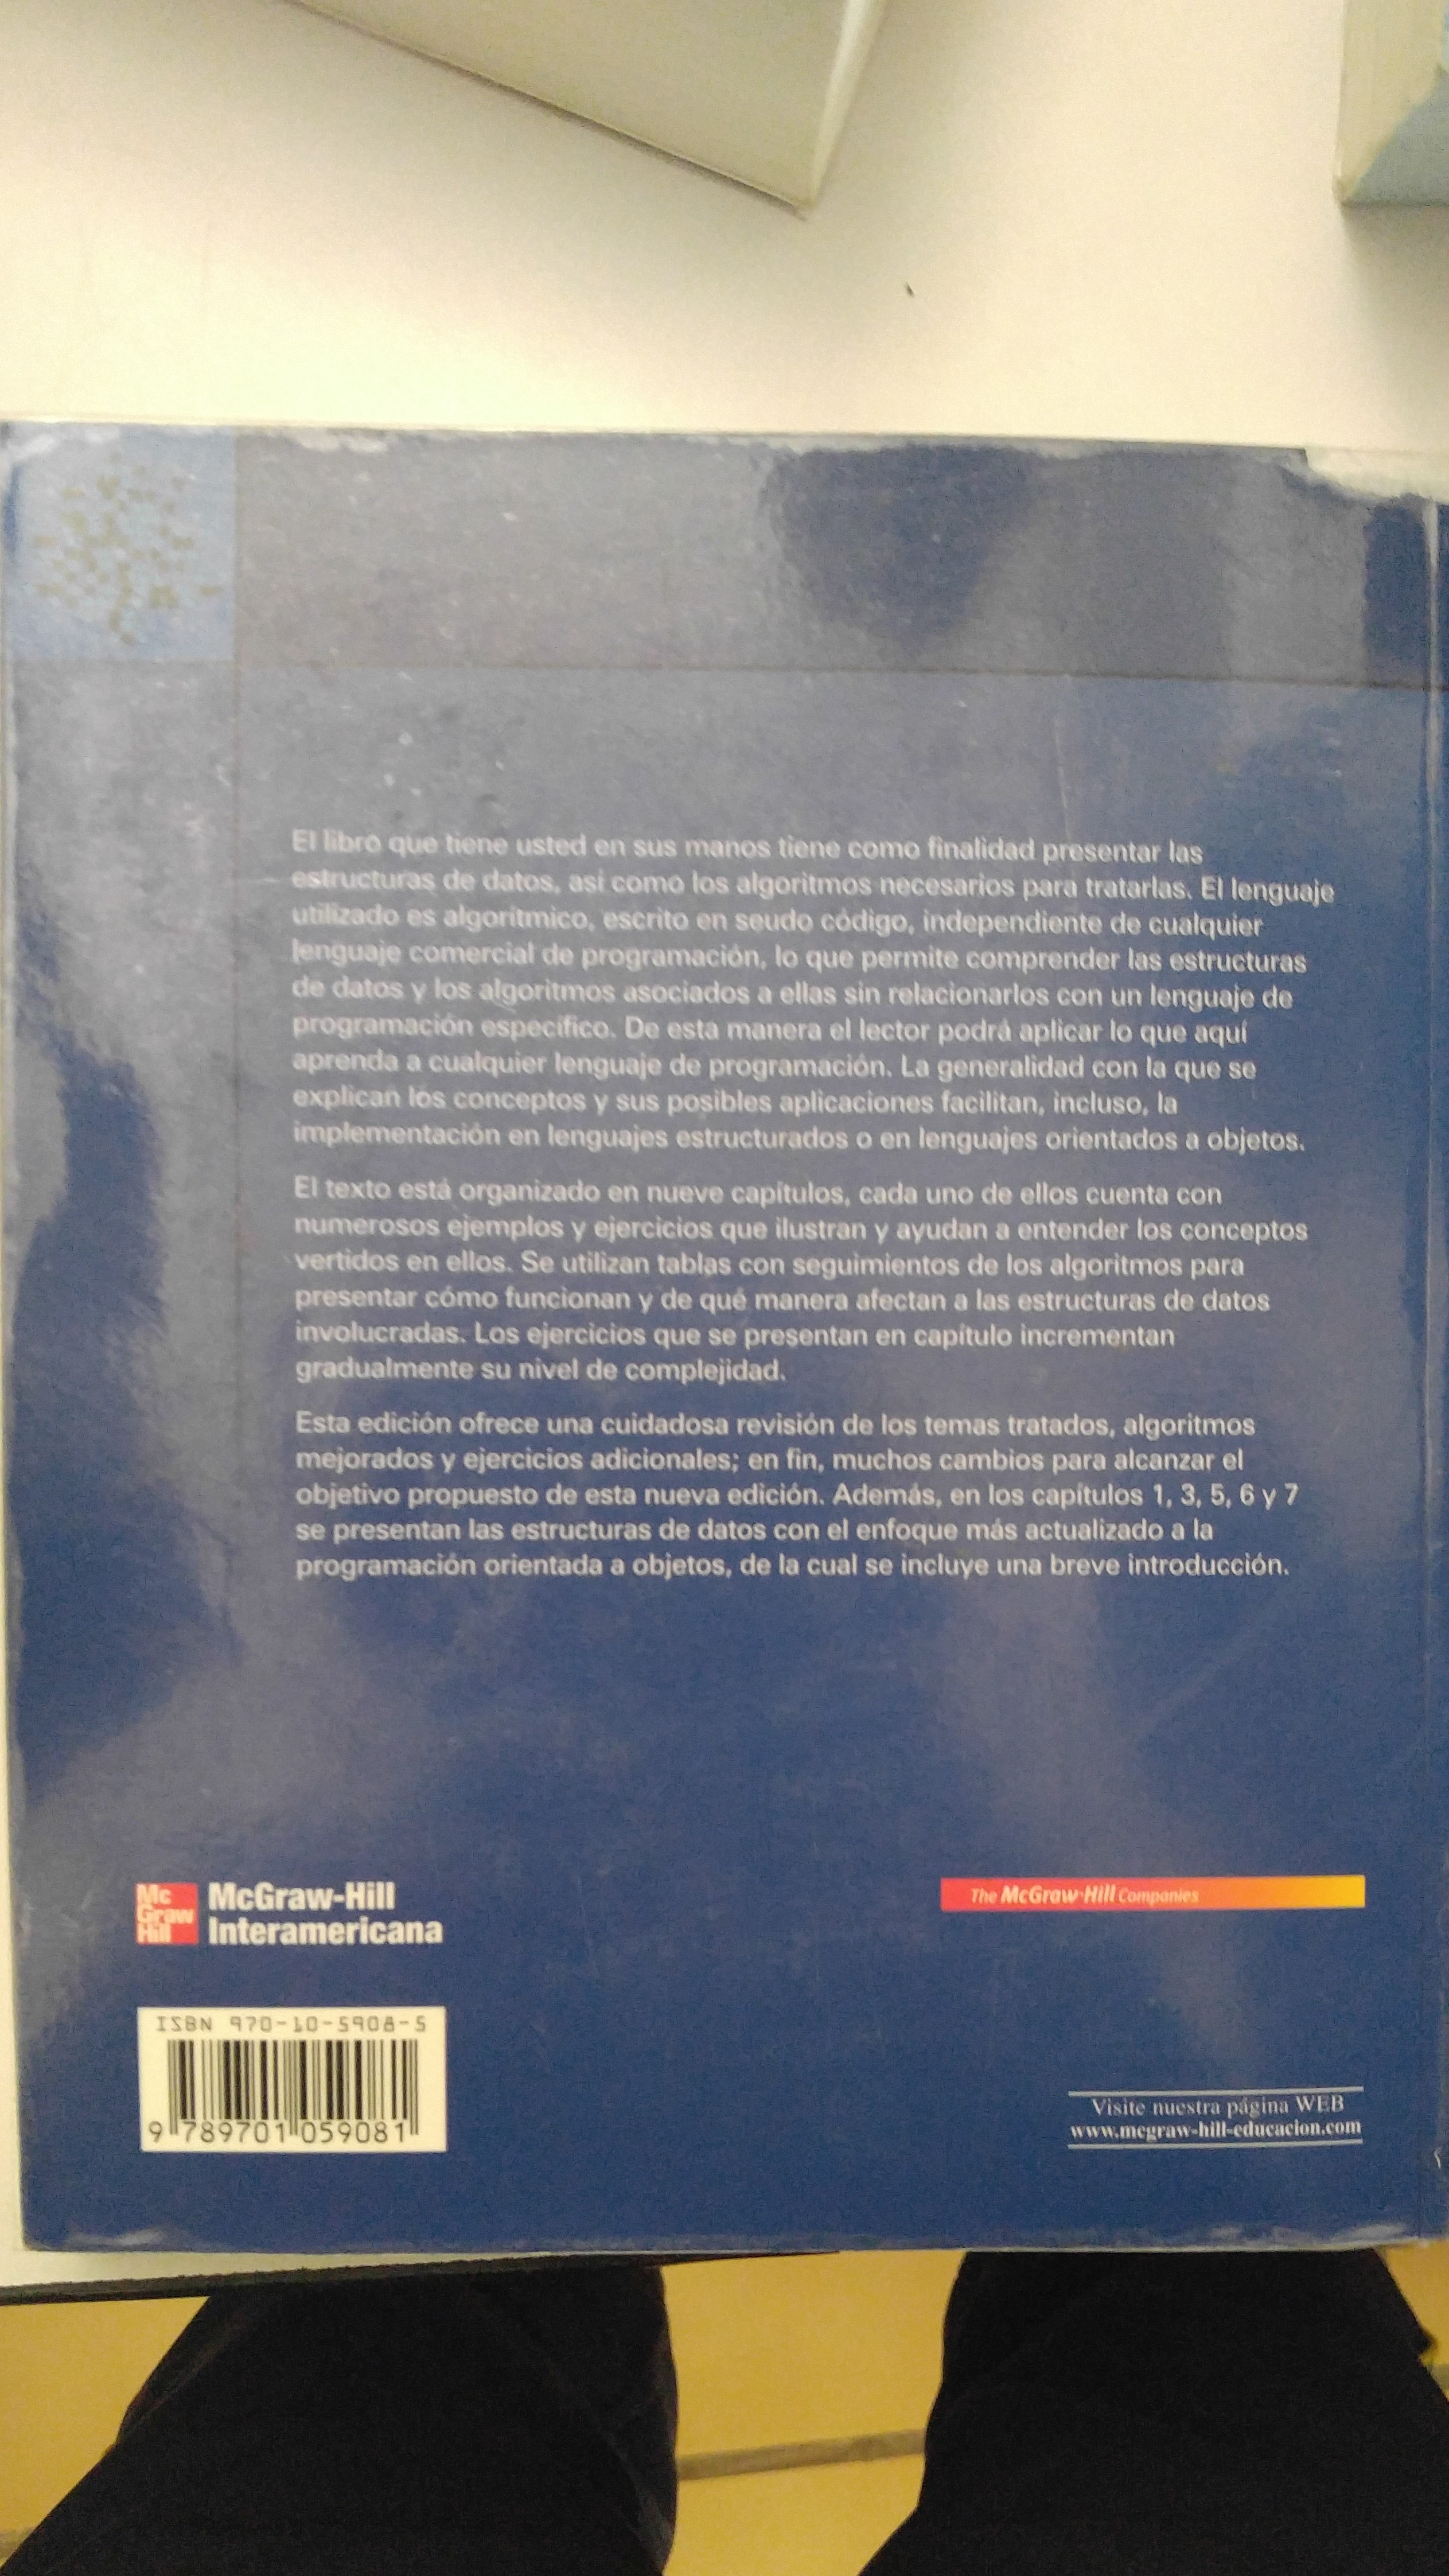 El libro que tiene usted en sus manos tiene como finalidad presentar las
estructuras de datos, así como los algoritmos necesarios para tratarlas. El lenguaje
utilizado es algorítmico, escrito en seudo código, independiente de cualquier
lenguaje comercial de programación, lo que permite comprender las estructuras
de datos y los algoritmos asociados a ellas sin relacionarlos con un lenguaje de
programación específico. De esta manera el lector podrá aplicar lo que aquí
aprenda a cualquier lenguaje de programación. La generalidad con la que se
explican los conceptos y sus posibles aplicaciones facilitan, incluso, la
implementación en lenguajes estructurados o en lenguajes orientados a objetos.
El texto está organizado en nueve capítulos, cada uno de ellos cuenta con
numerosos ejemplos y ejercicios que ilustran y ayudan a entender los conceptos
vertidos en ellos. Se utilizan tablas con seguimientos de los algoritmos para
presentar cómo funcionan y de qué manera afectan a las estructuras de datos
involucradas. Los ejercicios que se presentan en capítulo incrementan
gradualmente su nivel de complejidad.
Esta edición ofrece una cuidadosa revisión de los temas tratados, algoritmos
mejorados y ejercicios adicionales; en fin, muchos cambios para alcanzar el
objetivo propuesto de esta nueva edición. Además, en los capítulos 1, 3, 5, 6 y 7
se presentan las estructuras de datos con el enfoque más actualizado a la
programación orientada a objetos, de la cual se incluye una breve introducción.
Mc
Graw
Hill
McGraw-Hill
Interamericana
The McGraw-Hill Companies
ISBN 970-10-5908-5
9 789701 059081
Visite nuestra página WEB
www.mcgraw-hill-educacion.com